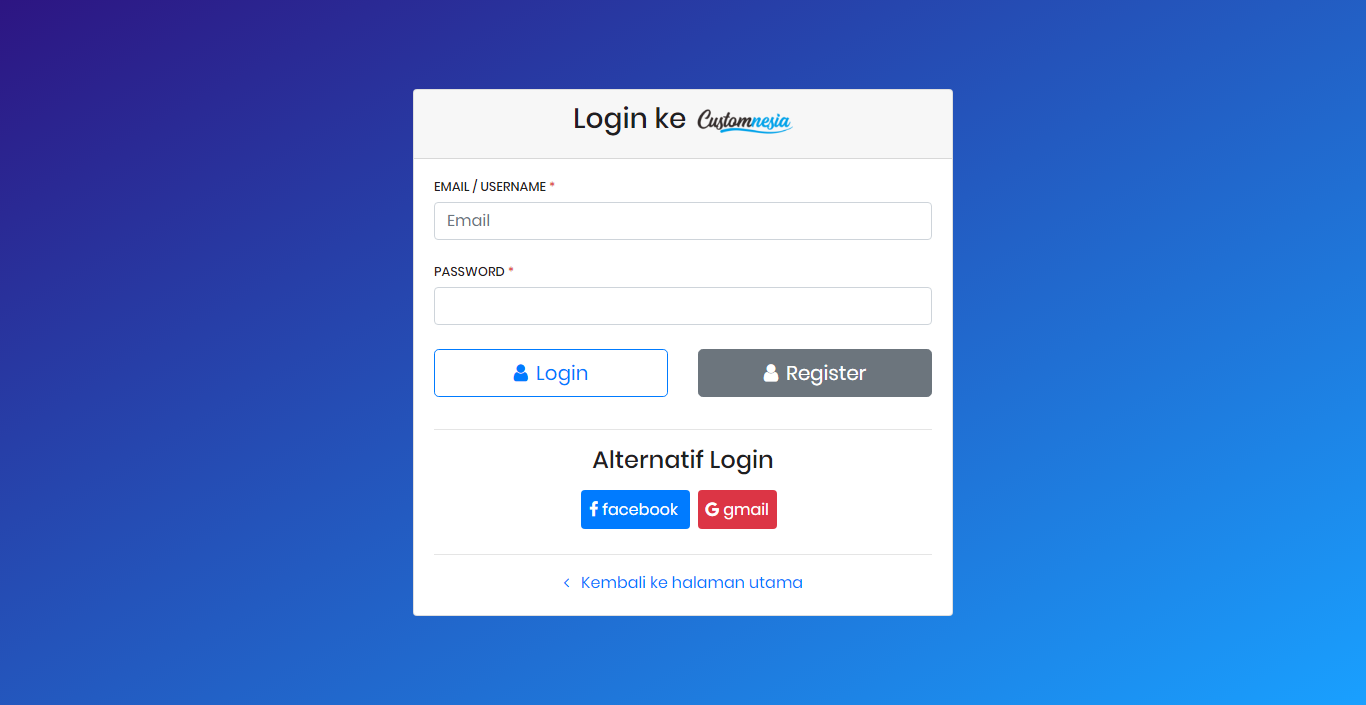 Login ke Customnesia
EMAIL / USERNAME *
Email
PASSWORD *
Login
Register
Alternatif Login
facebook
gmail
Kembali ke halaman utama